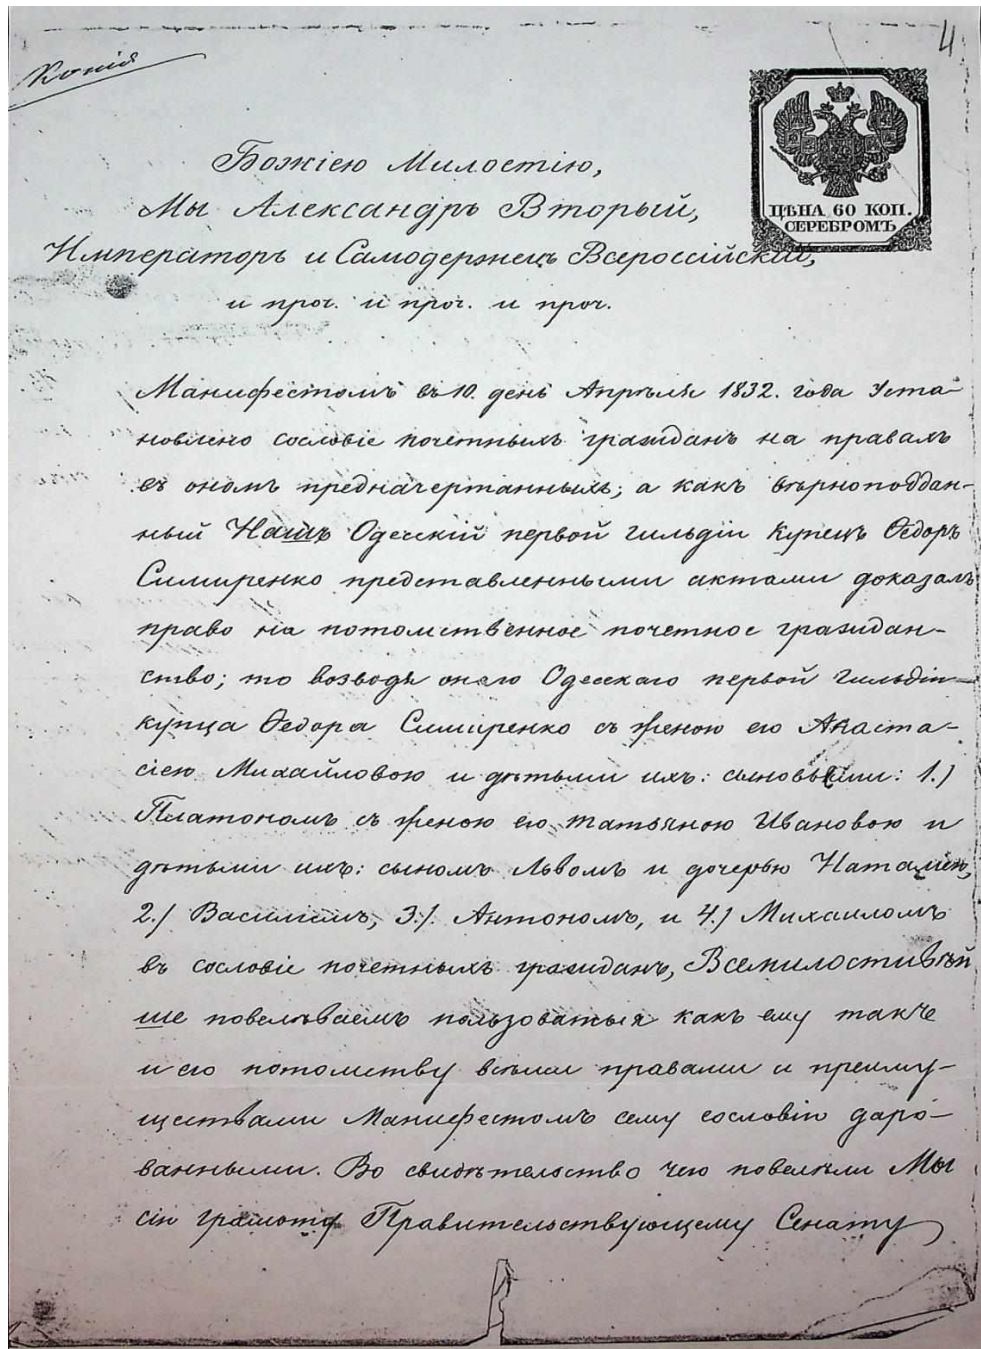 4
Копія
ЦѢНА 60 КОП.
СЕРЕБРОМЪ
Божіею Милостію,
Мы Александръ Вторый,
Императоръ и Самодержецъ Всероссійскій,
и проч. и проч. и проч.
Манифестомъ въ 10. день Апрѣля 1832. года Уста-
новлено сословіе почетныхъ гражданъ на правахъ
въ ономъ предначертанныхъ; а какъ вѣрноподдан-
ный Нашъ Одесскій первой гильдіи Купецъ Ѳедоръ
Симиренко представленными актами доказалъ
право на потомственное почетное граждан-
ство; то возводя онаго Одесскаго первой гильдіи
купца Ѳедора Симиренко съ женою его Анаста-
сіею Михайловою и дѣтьми ихъ: сыновьями: 1.)
Платономъ съ женою его Татьяною Ивановою и
дѣтьми ихъ: сыномъ Львомъ и дочерью Наталіею,
2.) Василіемъ, 3.) Антономъ, и 4.) Михаиломъ
въ сословіе почетныхъ гражданъ, Всемилостивѣй
ше повелѣваемъ пользоваться какъ ему такъ
и его потомству всѣми правами и преиму-
ществами Манифестомъ сему сословію даро-
ванными. Во свидѣтельство чего повелѣли Мы
сію грамоту Правительствующему Сенату